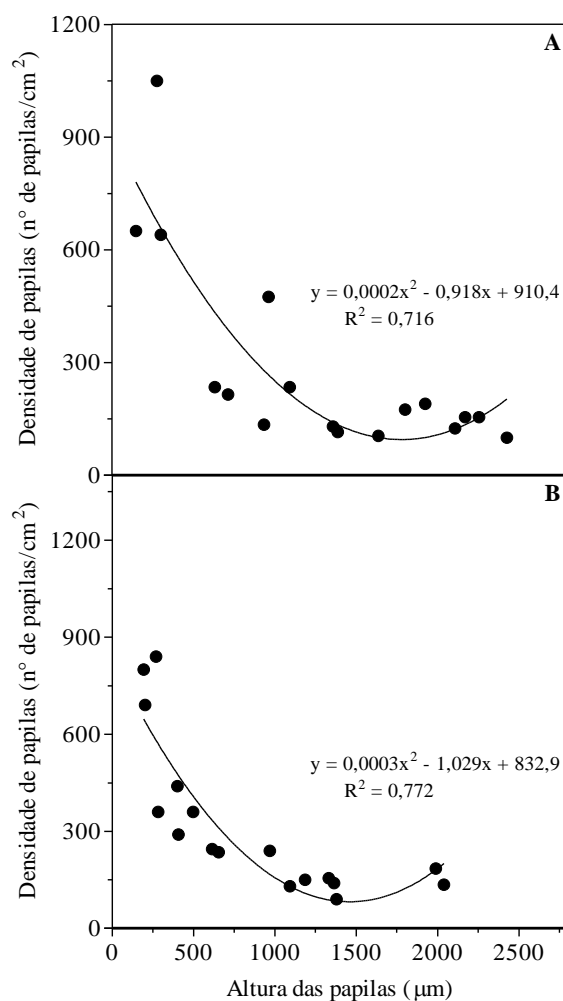 1200
A
900
600
300
0
Densidade de papilas (n° de papilas/cm²)
y = 0,0002x² - 0,918x + 910,4
R² = 0,716
B
1200
900
600
300
0
Densidade de papilas (n° de papilas/cm²)
y = 0,0003x² - 1,029x + 832,9
R² = 0,772
0 500 1000 1500 2000 2500
Altura das papilas (μm)